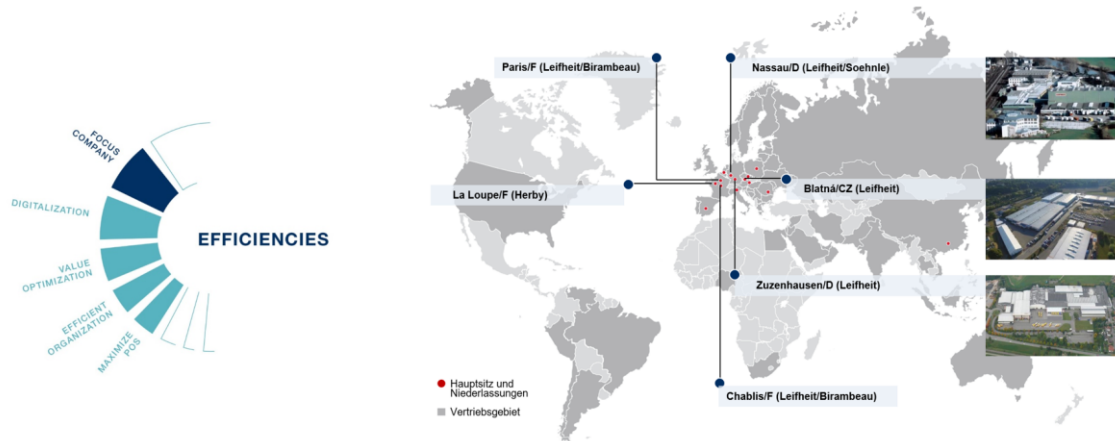 FOCUS
COMPANY
DIGITALIZATION
VALUE
OPTIMIZATION
EFFICIENT
ORGANIZATION
MAXIMIZE
POS
EFFICIENCIES
Paris/F (Leifheit/Birambeau)
Nassau/D (Leifheit/Soehnle)
La Loupe/F (Herby)
Blatná/CZ (Leifheit)
Zuzenhausen/D (Leifheit)
Chablis/F (Leifheit/Birambeau)
Hauptsitz und
Niederlassungen
Vertriebsgebiet